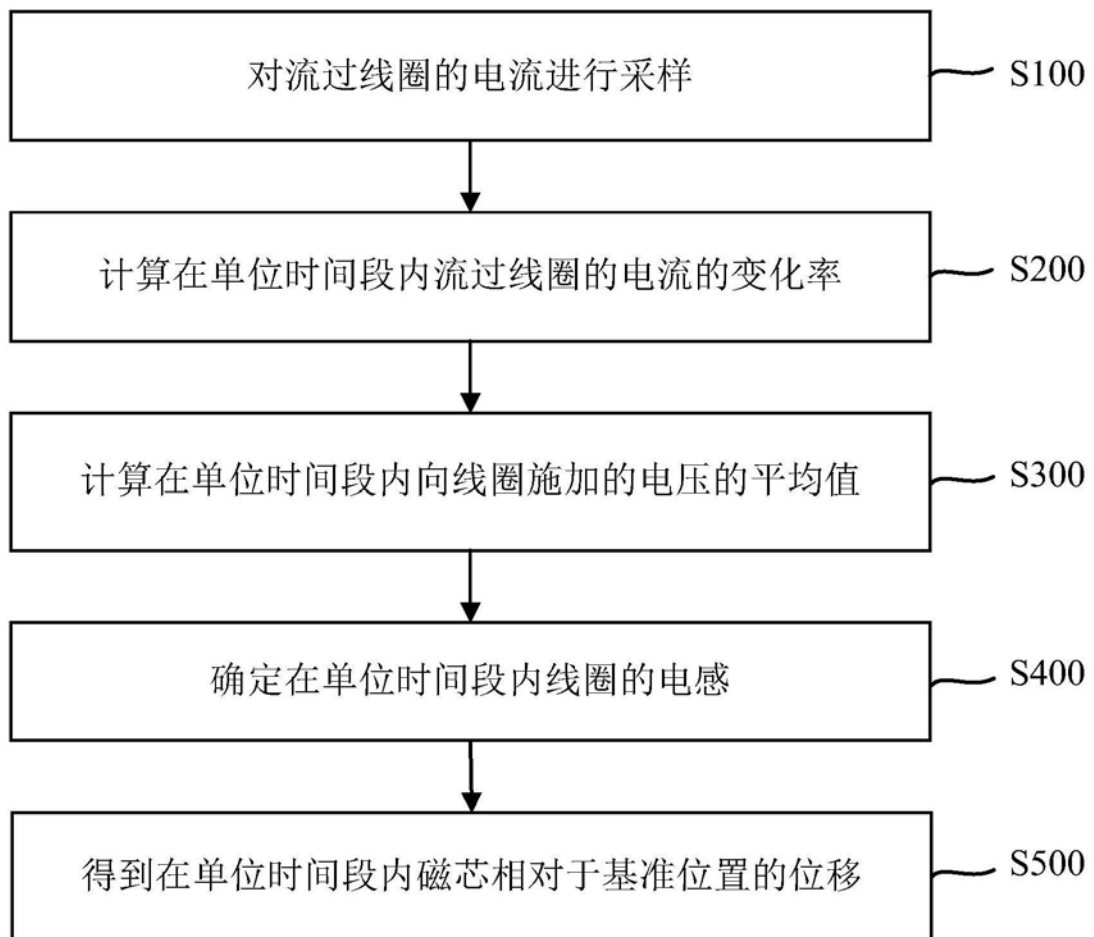 对流过线圈的电流进行采样
S100
计算在单位时间段内流过线圈的电流的变化率
S200
计算在单位时间段内向线圈施加的电压的平均值
S300
确定在单位时间段内线圈的电感
S400
得到在单位时间段内磁芯相对于基准位置的位移
S500